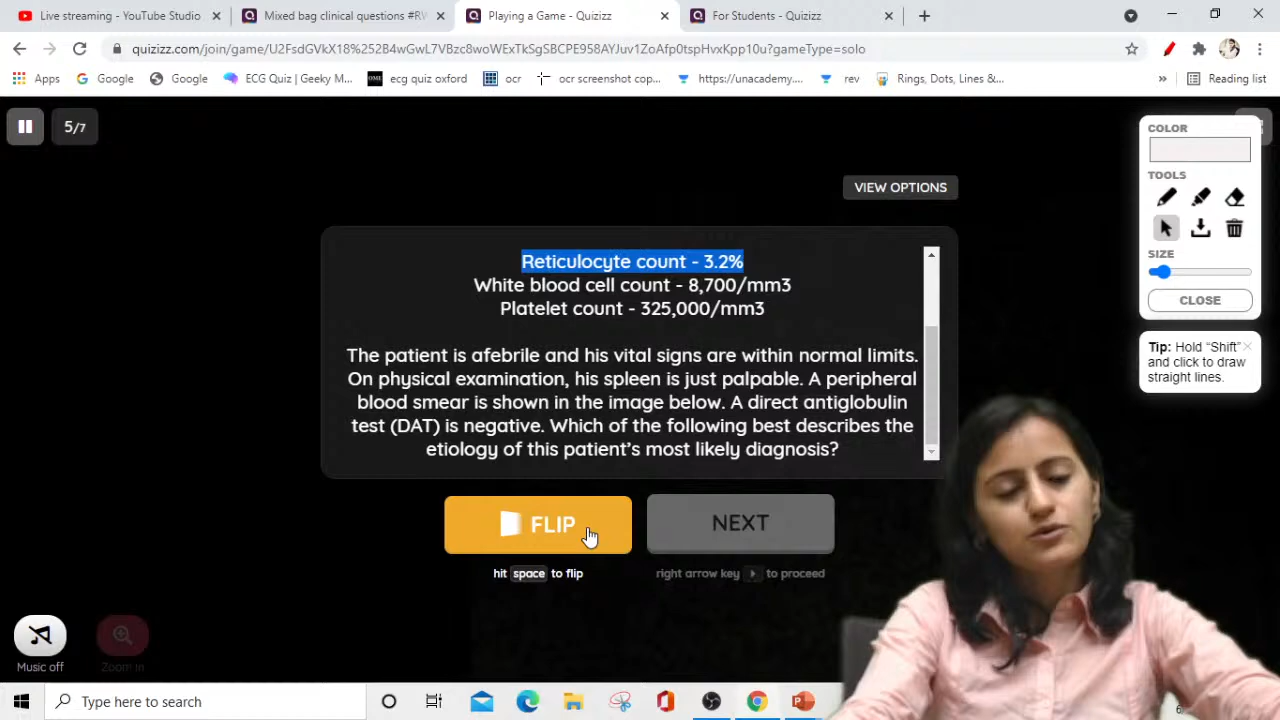 Live streaming - YouTube Studio
Mixed bag clinical questions #RV
Playing a Game - Quizizz
For Students - Quizizz
quizizz.com/join/game/U2FsdGVkX18%252B4wGwL7VBzc8woWExTkSgSBCPE958AYJuv1ZoAfp0tspHvxKpp10u?gameType=solo
Apps
Google
Google
ECG Quiz | Geeky M...
OME
ecg quiz oxford
ocr
ocr screenshot cop...
http://unacademy....
rev
Rings, Dots, Lines &...
»
Reading list
5/7
COLOR
TOOLS
SIZE
CLOSE
Tip: Hold “Shift”
and click to draw
straight lines.
VIEW OPTIONS
Reticulocyte count - 3.2%
White blood cell count - 8,700/mm3
Platelet count - 325,000/mm3
The patient is afebrile and his vital signs are within normal limits.
On physical examination, his spleen is just palpable. A peripheral
blood smear is shown in the image below. A direct antiglobulin
test (DAT) is negative. Which of the following best describes the
etiology of this patient’s most likely diagnosis?
FLIP
NEXT
hit space to flip
right arrow key to proceed
Music off
Zoom in
Type here to search